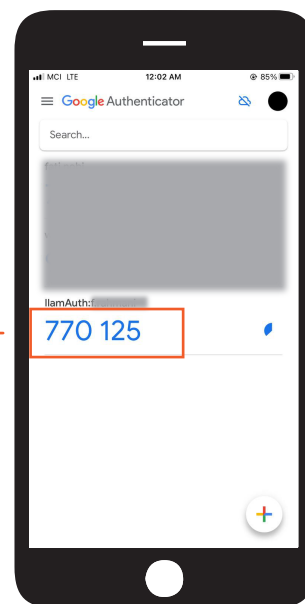 MCI LTE 12:02 AM 85%
Google Authenticator
Search...
IlamAuth:
770 125